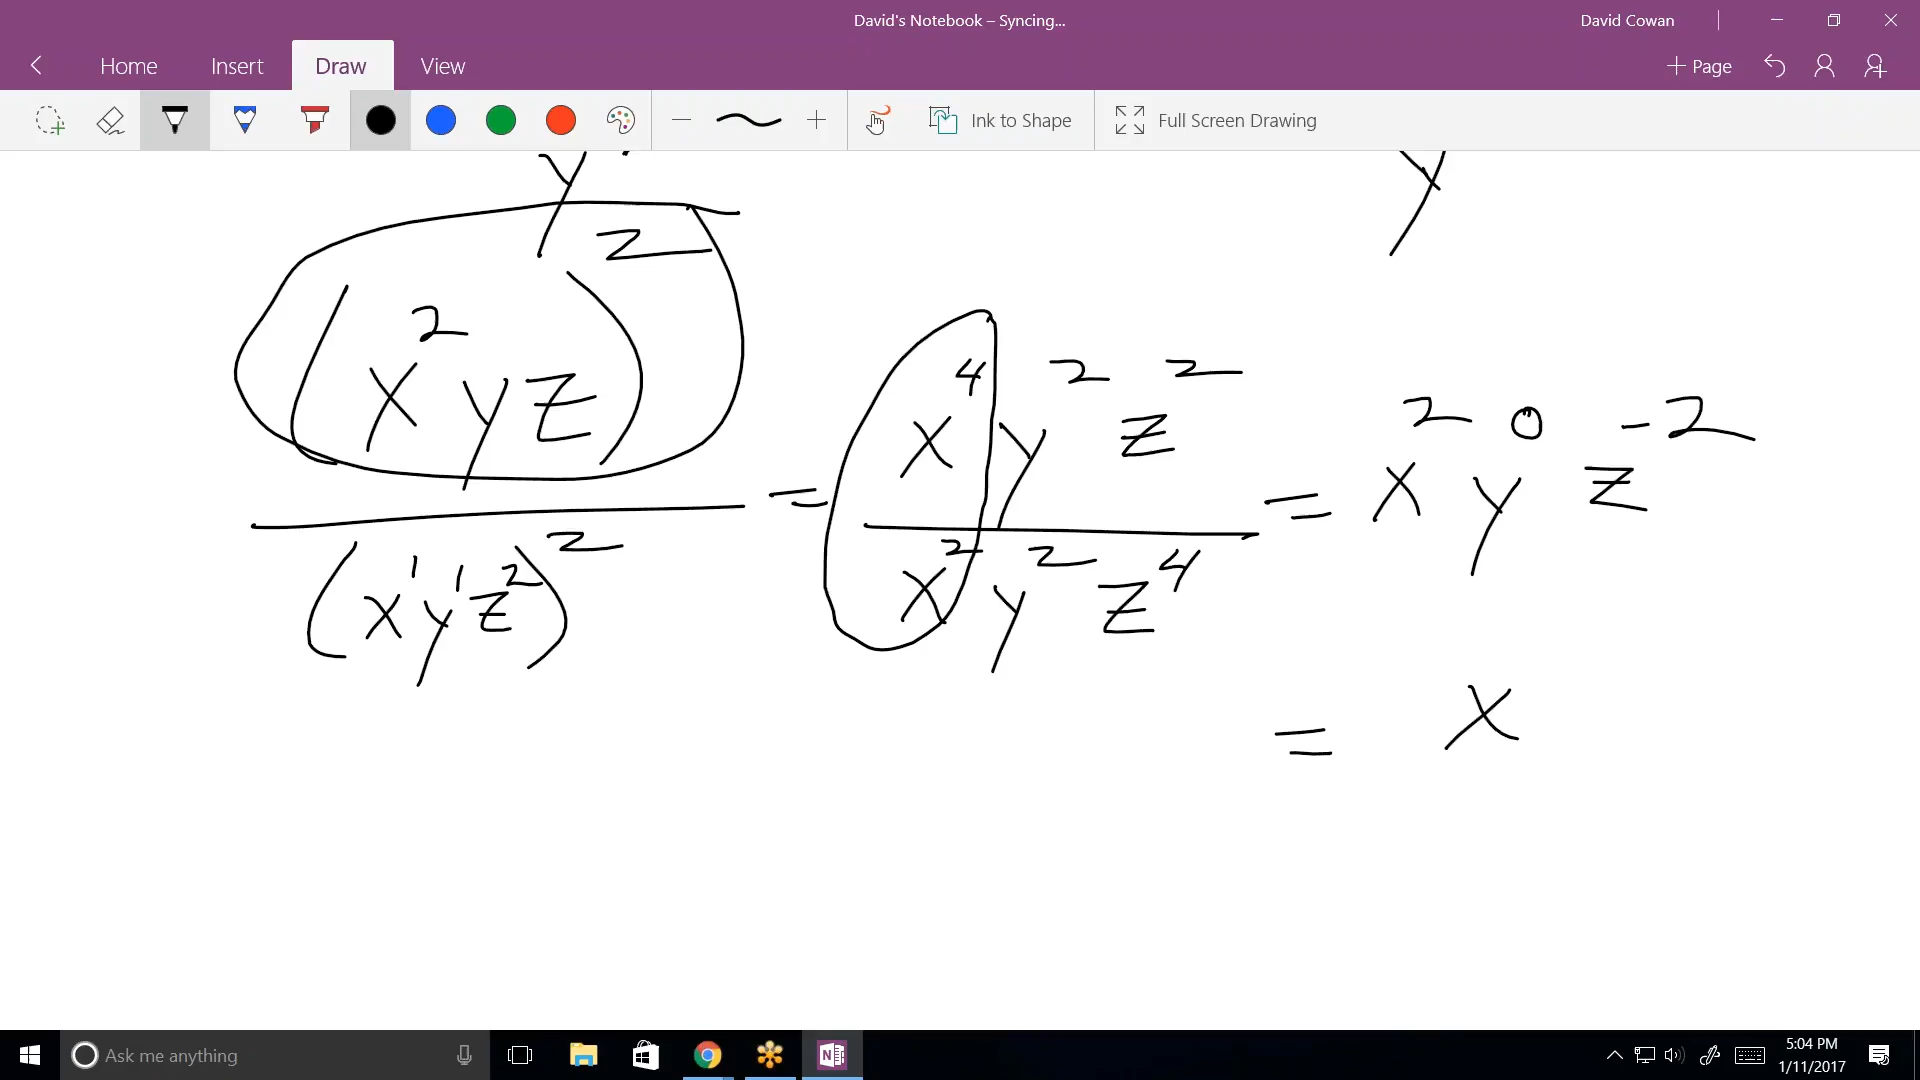 David's Notebook – Syncing...
David Cowan
Home Insert Draw View
+ Page
Ink to Shape
Full Screen Drawing
y
y
(x²yz)² / (x¹y¹z²)² = x⁴y²z² / x²y²z⁴ = x²y⁰z⁻²
= x
Ask me anything
5:04 PM
1/11/2017